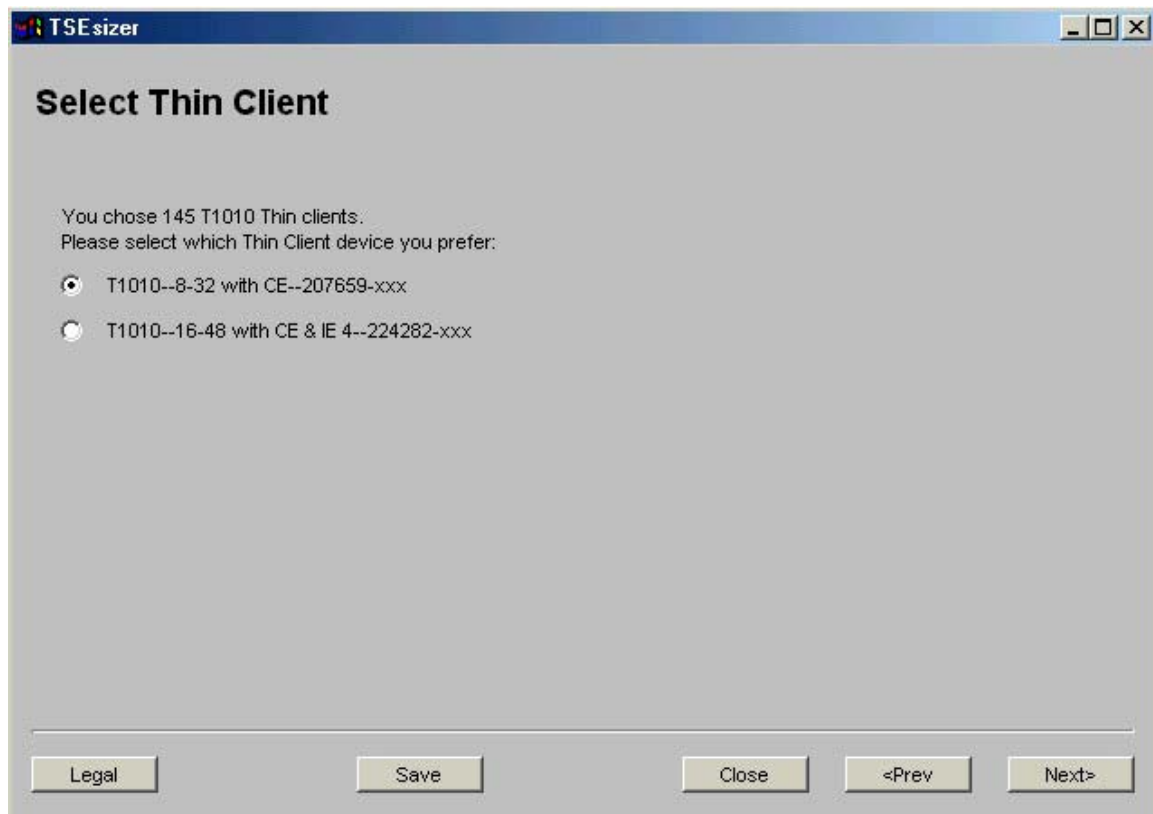 TSEsizer
Select Thin Client
You chose 145 T1010 Thin clients.
Please select which Thin Client device you prefer:
T1010--8-32 with CE--207659-xxx
T1010--16-48 with CE & IE 4--224282-xxx
Legal Save Close <Prev Next>